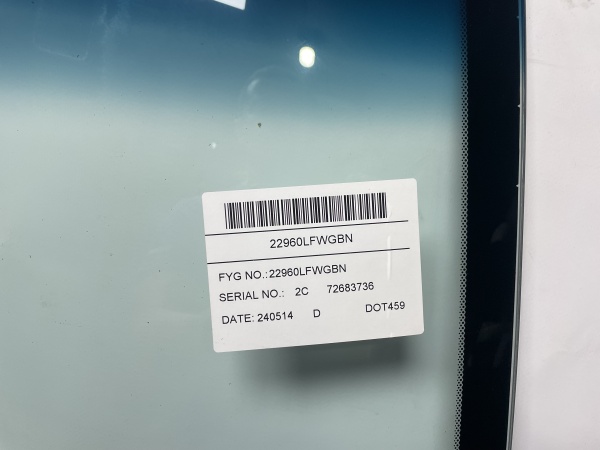 22960LFWGBN
FYG NO.:22960LFWGBN
SERIAL NO.: 2C 72683736
DATE: 240514 D DOT459